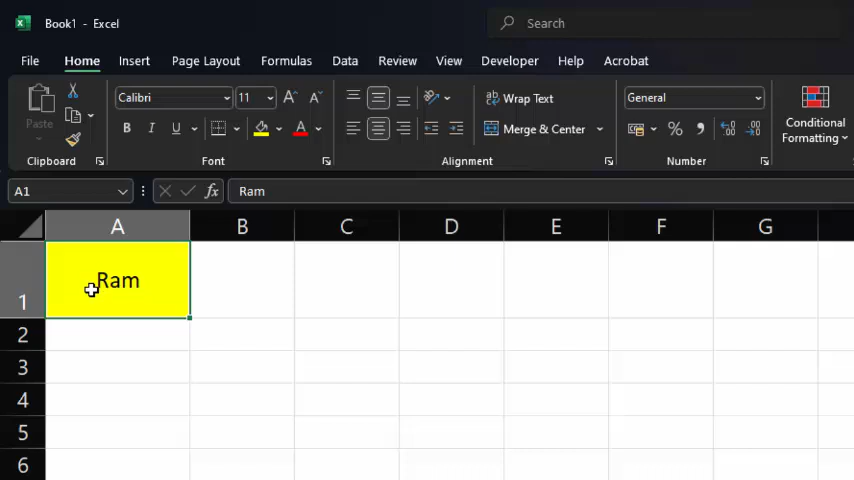 Book1 - Excel
Search
File Home Insert Page Layout Formulas Data Review View Developer Help Acrobat
Paste
Calibri 11 A A
B I U A
ab Wrap Text
Merge & Center
General
% 9
Conditional
Formatting
Clipboard Font Alignment Number
A1 fx Ram
A B C D E F G
1 Ram
2
3
4
5
6